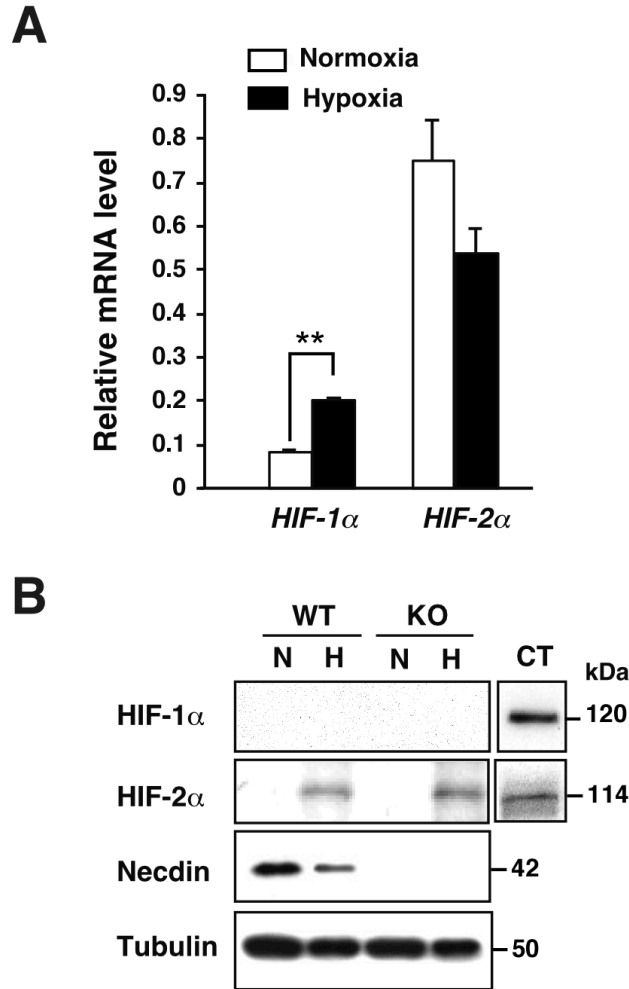 A
Normoxia
Hypoxia
Relative mRNA level
0.9
0.8
0.7
0.6
0.5
0.4
0.3
0.2
0.1
0
**
HIF-1α HIF-2α
B
WT KO
N H N H CT kDa
HIF-1α 120
HIF-2α 114
Necdin 42
Tubulin 50